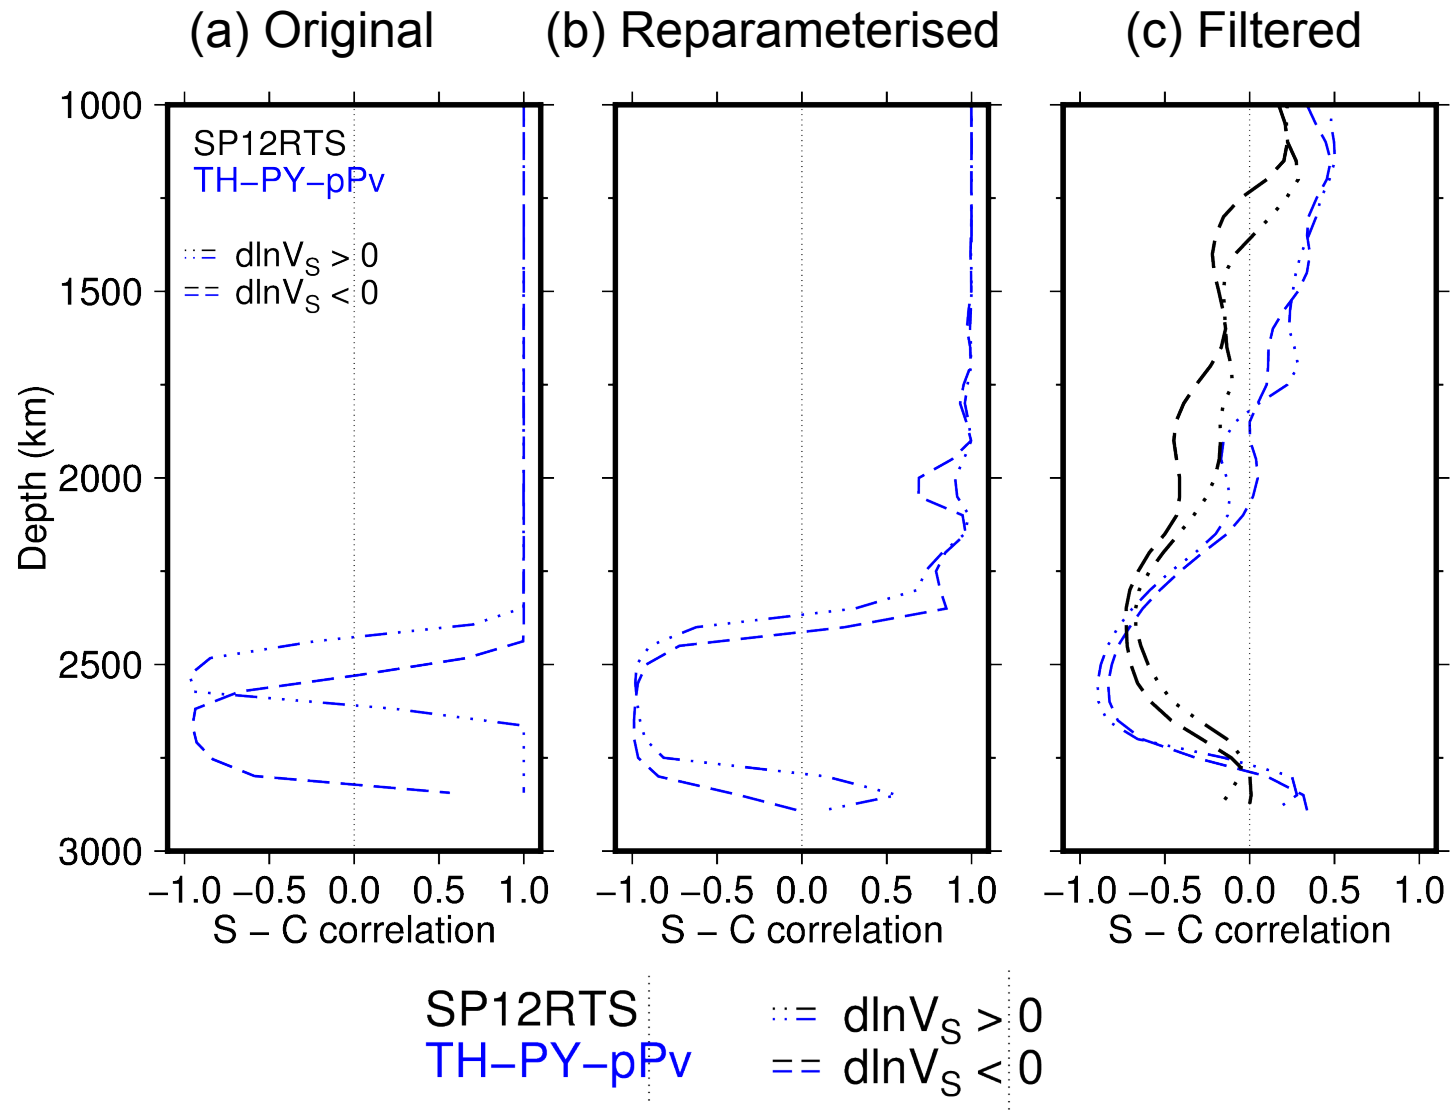 (a) Original (b) Reparameterised (c) Filtered
1000
1500
2000
2500
3000
Depth (km)
SP12RTS
TH−PY−pPv
dlnVS > 0
dlnVS < 0
−1.0 −0.5 0.0 0.5 1.0
S − C correlation
−1.0 −0.5 0.0 0.5 1.0
S − C correlation
−1.0 −0.5 0.0 0.5 1.0
S − C correlation
SP12RTS
TH−PY−pPv
dlnVS > 0
dlnVS < 0